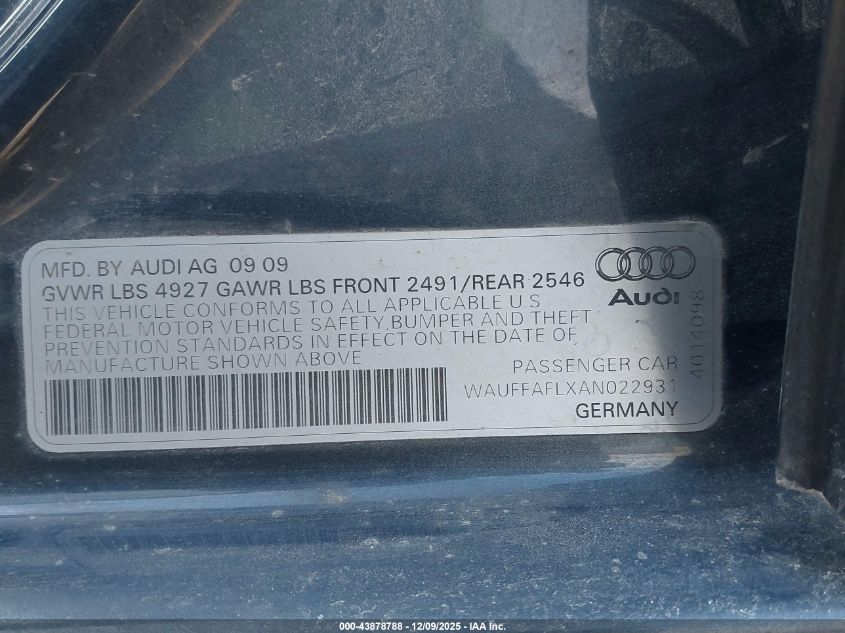 MFD. BY AUDI AG 09 09
GVWR LBS 4927 GAWR LBS FRONT 2491/REAR 2546
THIS VEHICLE CONFORMS TO ALL APPLICABLE U S
FEDERAL MOTOR VEHICLE SAFETY, BUMPER AND THEFT
PREVENTION STANDARDS IN EFFECT ON THE DATE OF
MANUFACTURE SHOWN ABOVE
PASSENGER CAR
WAUFFAFLXAN022931
GERMANY
Audi
4014098
000-43878788 - 12/09/2025 - IAA Inc.